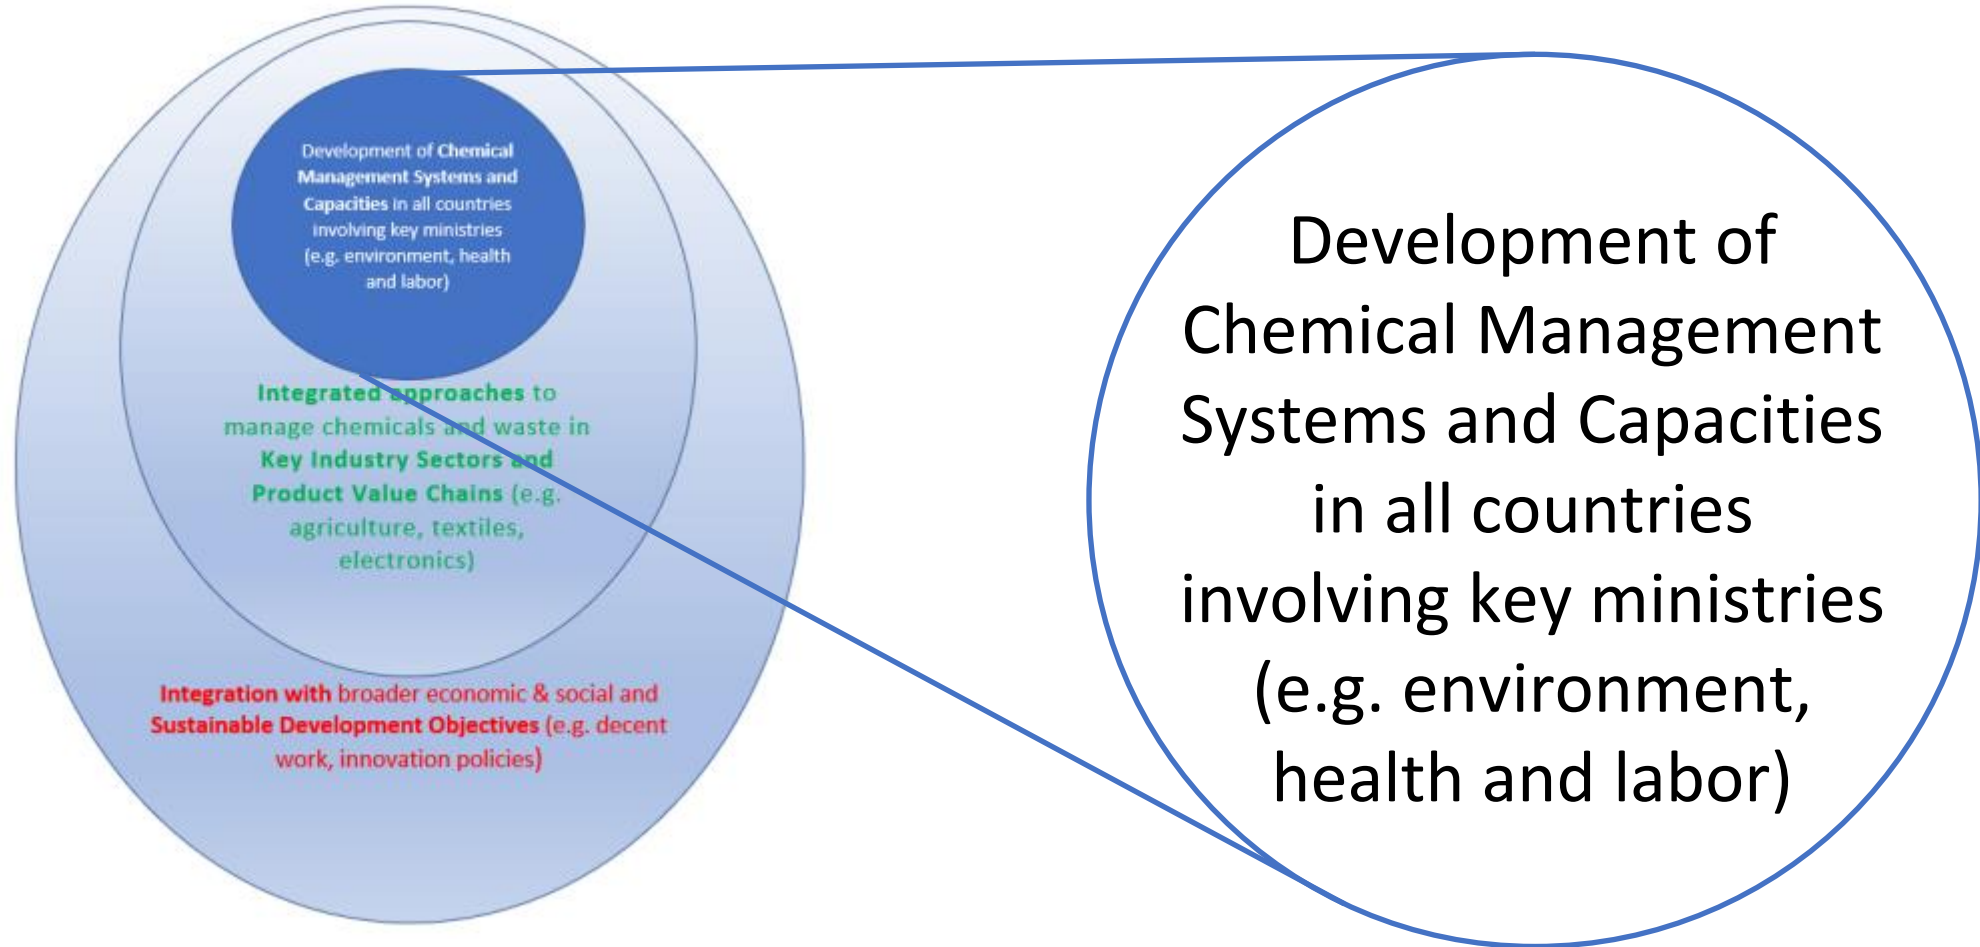 Development of Chemical
Management Systems and
Capacities in all countries
involving key ministries
(e.g. environment, health
and labor)
Integrated approaches to
manage chemicals and waste in
Key Industry Sectors and
Product Value Chains (e.g.
agriculture, textiles,
electronics)
Integration with broader economic & social and
Sustainable Development Objectives (e.g. decent
work, innovation policies)
Development of
Chemical Management
Systems and Capacities
in all countries
involving key ministries
(e.g. environment,
health and labor)